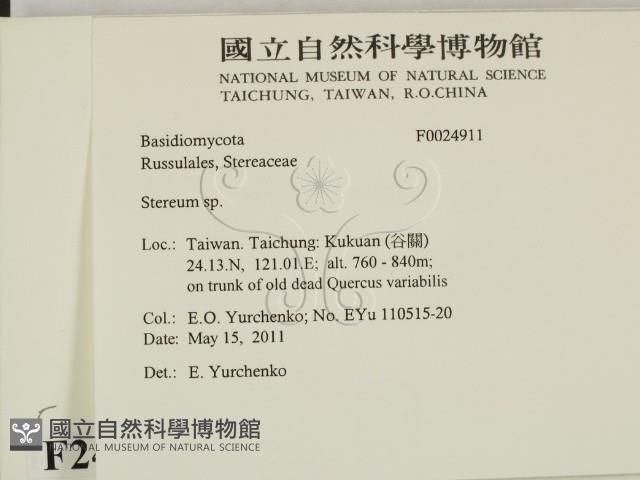 國立自然科學博物館
NATIONAL MUSEUM OF NATURAL SCIENCE
TAICHUNG, TAIWAN, R.O.CHINA
Basidiomycota F0024911
Russulales, Stereaceae
Stereum sp.
Loc.: Taiwan. Taichung: Kukuan (谷關)
24.13.N, 121.01.E; alt. 760 - 840m;
on trunk of old dead Quercus variabilis
Col.: E.O. Yurchenko; No. EYu 110515-20
Date: May 15, 2011
Det.: E. Yurchenko
國立自然科學博物館
NATIONAL MUSEUM OF NATURAL SCIENCE